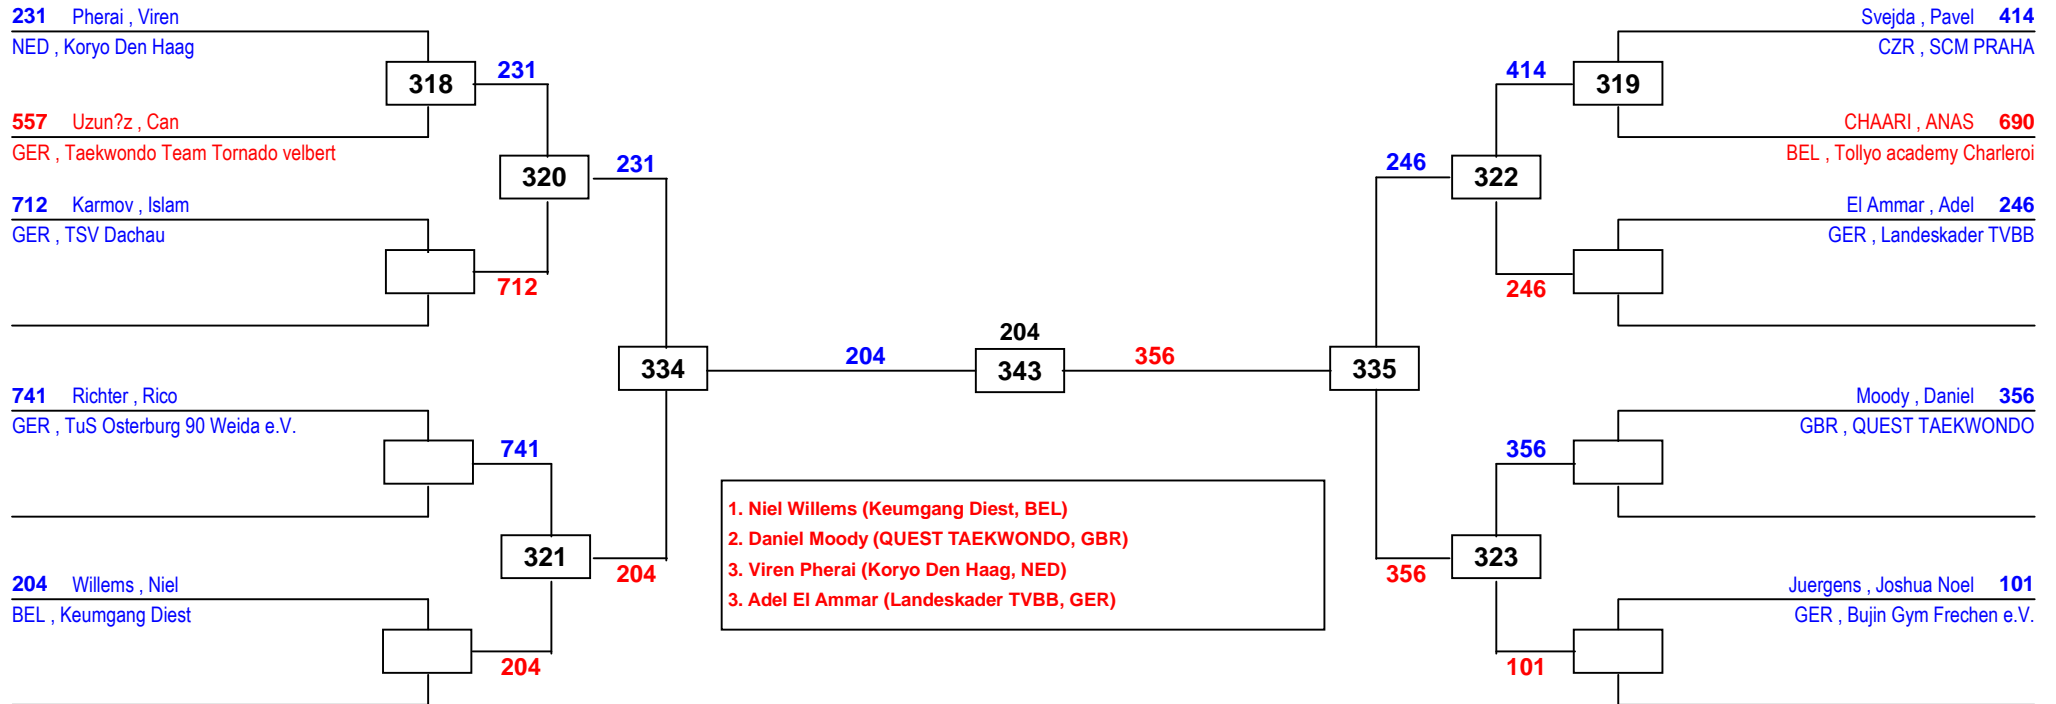 231 Pherai , Viren
NED , Koryo Den Haag
318
231
557 Uzun?z , Can
GER , Taekwondo Team Tornado velbert
320
231
712 Karmov , Islam
GER , TSV Dachau
712
334
204
741 Richter , Rico
GER , TuS Osterburg 90 Weida e.V.
741
321
204
204 Willems , Niel
BEL , Keumgang Diest
204
204
343
356
1. Niel Willems (Keumgang Diest, BEL)
2. Daniel Moody (QUEST TAEKWONDO, GBR)
3. Viren Pherai (Koryo Den Haag, NED)
3. Adel El Ammar (Landeskader TVBB, GER)
Svejda , Pavel 414
CZR , SCM PRAHA
414
319
CHAARI , ANAS 690
BEL , Tollyo academy Charleroi
246
322
El Ammar , Adel 246
GER , Landeskader TVBB
246
335
Moody , Daniel 356
GBR , QUEST TAEKWONDO
356
323
356
Juergens , Joshua Noel 101
GER , Bujin Gym Frechen e.V.
101